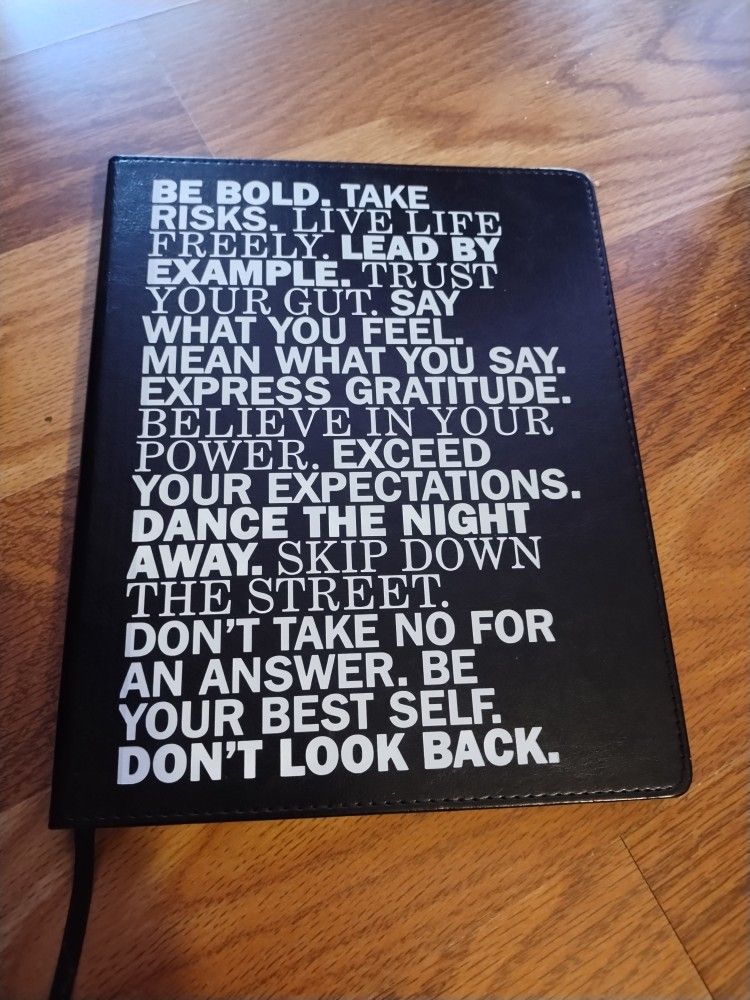 BE BOLD. TAKE
RISKS. LIVE LIFE
FREELY. LEAD BY
EXAMPLE. TRUST
YOUR GUT. SAY
WHAT YOU FEEL.
MEAN WHAT YOU SAY.
EXPRESS GRATITUDE.
BELIEVE IN YOUR
POWER. EXCEED
YOUR EXPECTATIONS.
DANCE THE NIGHT
AWAY. SKIP DOWN
THE STREET.
DON'T TAKE NO FOR
AN ANSWER. BE
YOUR BEST SELF.
DON'T LOOK BACK.